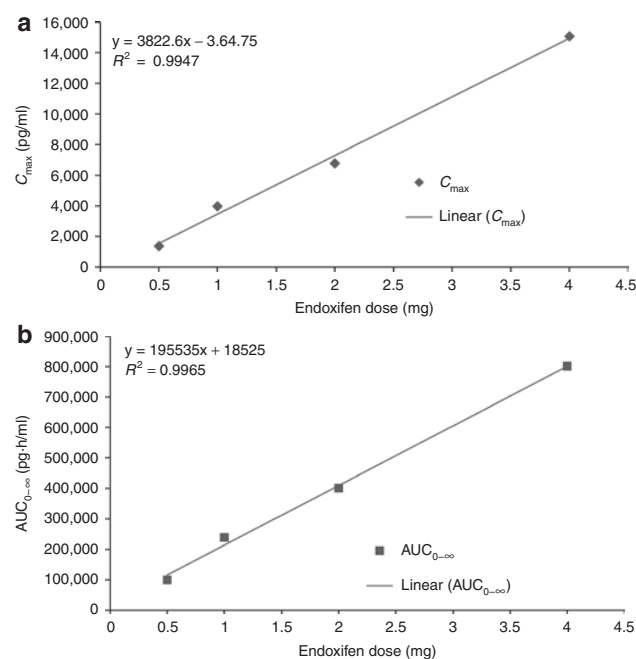 a
16,000
14,000
12,000
10,000
8,000
6,000
4,000
2,000
0
Cmax (pg/ml)
y = 3822.6x – 3.64.75
R² = 0.9947
Cmax
Linear (Cmax)
0 0.5 1 1.5 2 2.5 3 3.5 4 4.5
Endoxifen dose (mg)
b
900,000
800,000
700,000
600,000
500,000
400,000
300,000
200,000
100,000
0
AUC0–∞ (pg·h/ml)
y = 195535x + 18525
R² = 0.9965
AUC0–∞
Linear (AUC0–∞)
0 0.5 1 1.5 2 2.5 3 3.5 4 4.5
Endoxifen dose (mg)